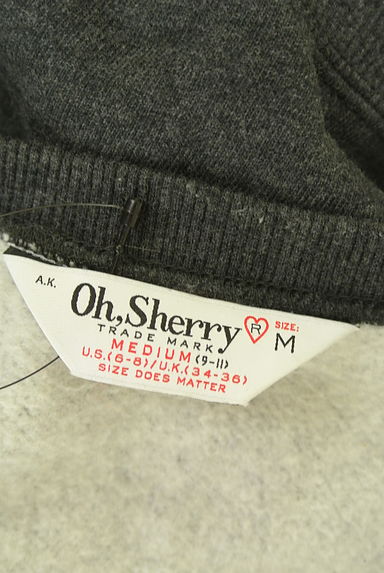 A.K.
Oh, Sherry R SIZE: M
TRADE MARK
MEDIUM (9-11)
U.S.(6-8)/U.K.(34-36)
SIZE DOES MATTER